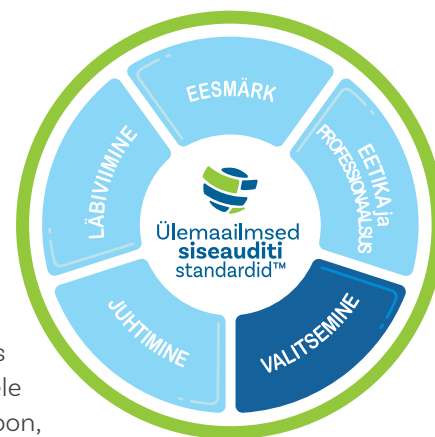 EESMÄRK
EETIKA ja
PROFESSIONAALSUS
VALITSEMINE
JUHTIMINE
LÄBIVIIMINE
Ülemaailmsed
siseauditi
standardid™